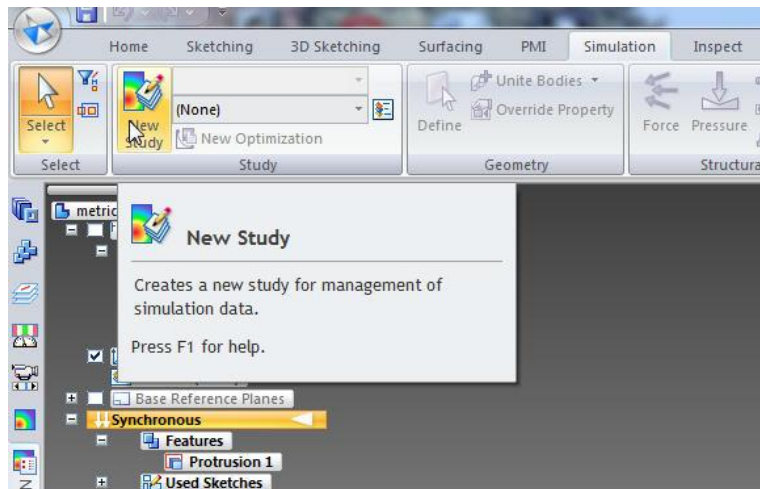 Home Sketching 3D Sketching Surfacing PMI Simulation Inspect
Select
New Study
(None)
New Optimization
Define
Unite Bodies
Override Property
Force Pressure
Select Study Geometry
metric
New Study
Creates a new study for management of
simulation data.
Press F1 for help.
Base Reference Planes
Synchronous
Features
Protrusion 1
Used Sketches